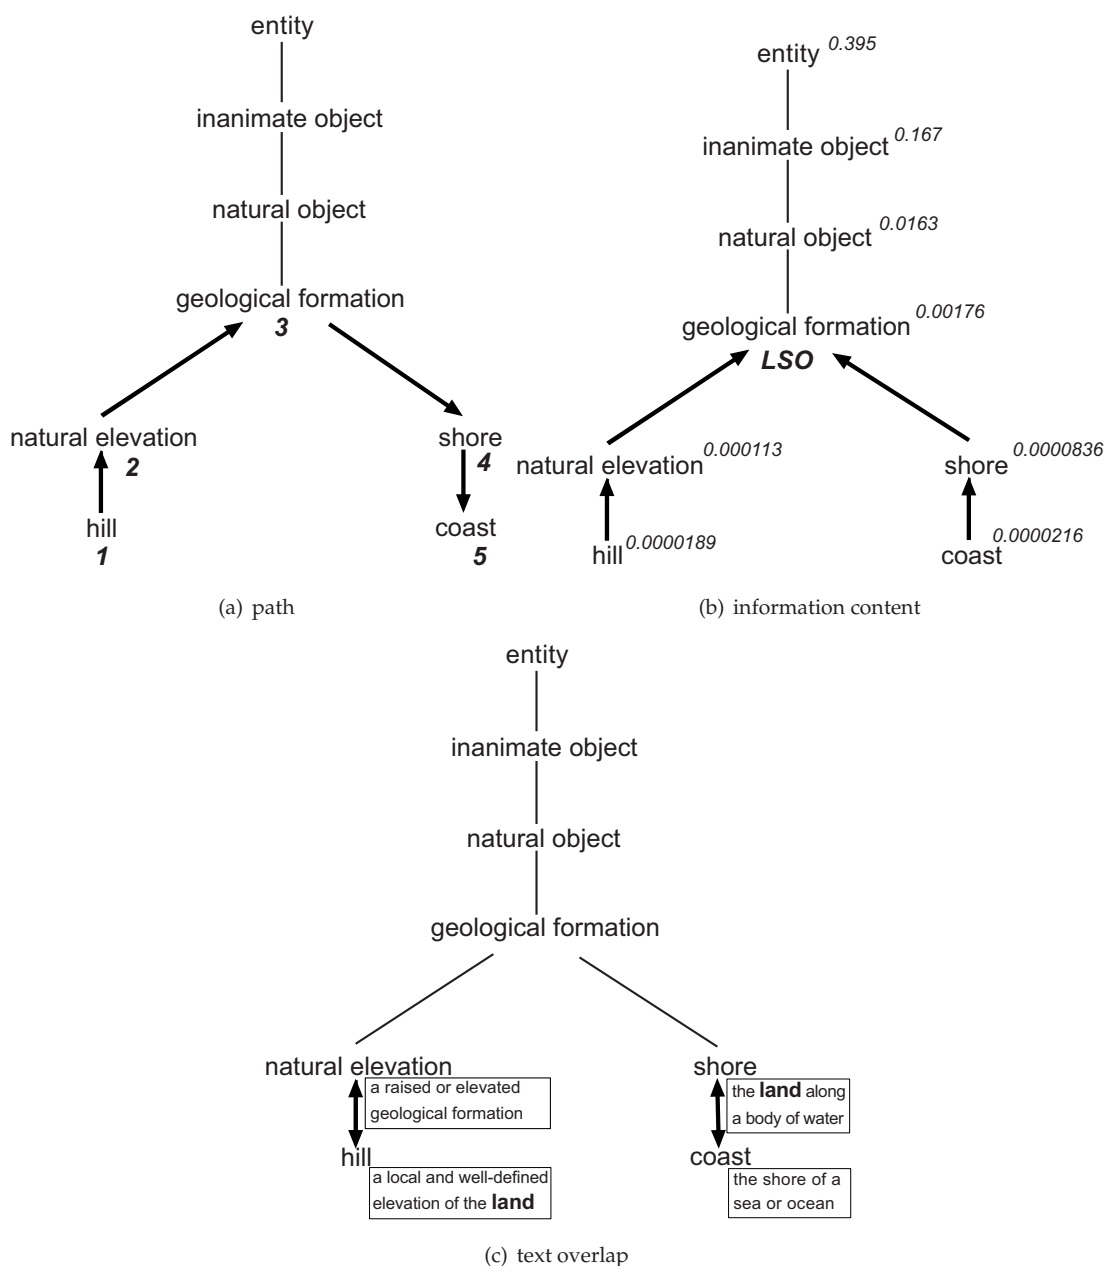 entity
inanimate object
natural object
geological formation
3
natural elevation
2
shore
4
hill
1
coast
5
(a) path
entity 0.395
inanimate object 0.167
natural object 0.0163
geological formation 0.00176
LSO
natural elevation 0.000113
shore 0.0000836
hill 0.0000189
coast 0.0000216
(b) information content
entity
inanimate object
natural object
geological formation
natural elevation
a raised or elevated
geological formation
shore
the land along
a body of water
hill
a local and well-defined
elevation of the land
coast
the shore of a
sea or ocean
(c) text overlap